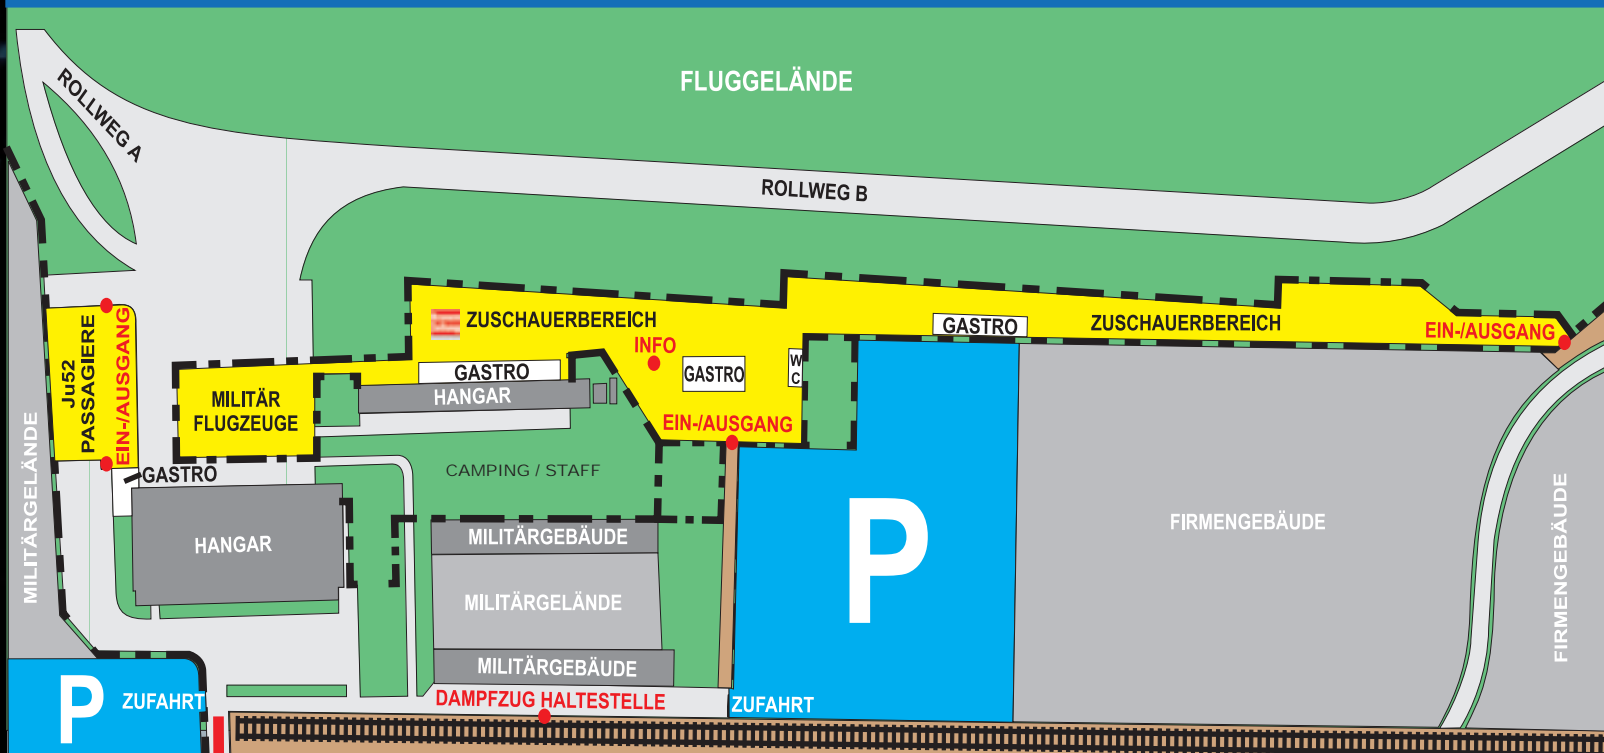 FLUGGELÄNDE
ROLLWEG A
ROLLWEG B
ZUSCHAUERBEREICH
ZUSCHAUERBEREICH
GASTRO
EIN-/AUSGANG
INFO
Ju52
PASSAGIERE
EIN-/AUSGANG
GASTRO
GASTRO
W
C
HANGAR
MILITÄR
FLUGZEUGE
EIN-/AUSGANG
MILITÄRGELÄNDE
GASTRO
CAMPING / STAFF
HANGAR
MILITÄRGEBÄUDE
MILITÄRGELÄNDE
MILITÄRGEBÄUDE
P
FIRMENGEBÄUDE
FIRMENGEBÄUDE
P
ZUFAHRT
DAMPFZUG HALTESTELLE
ZUFAHRT